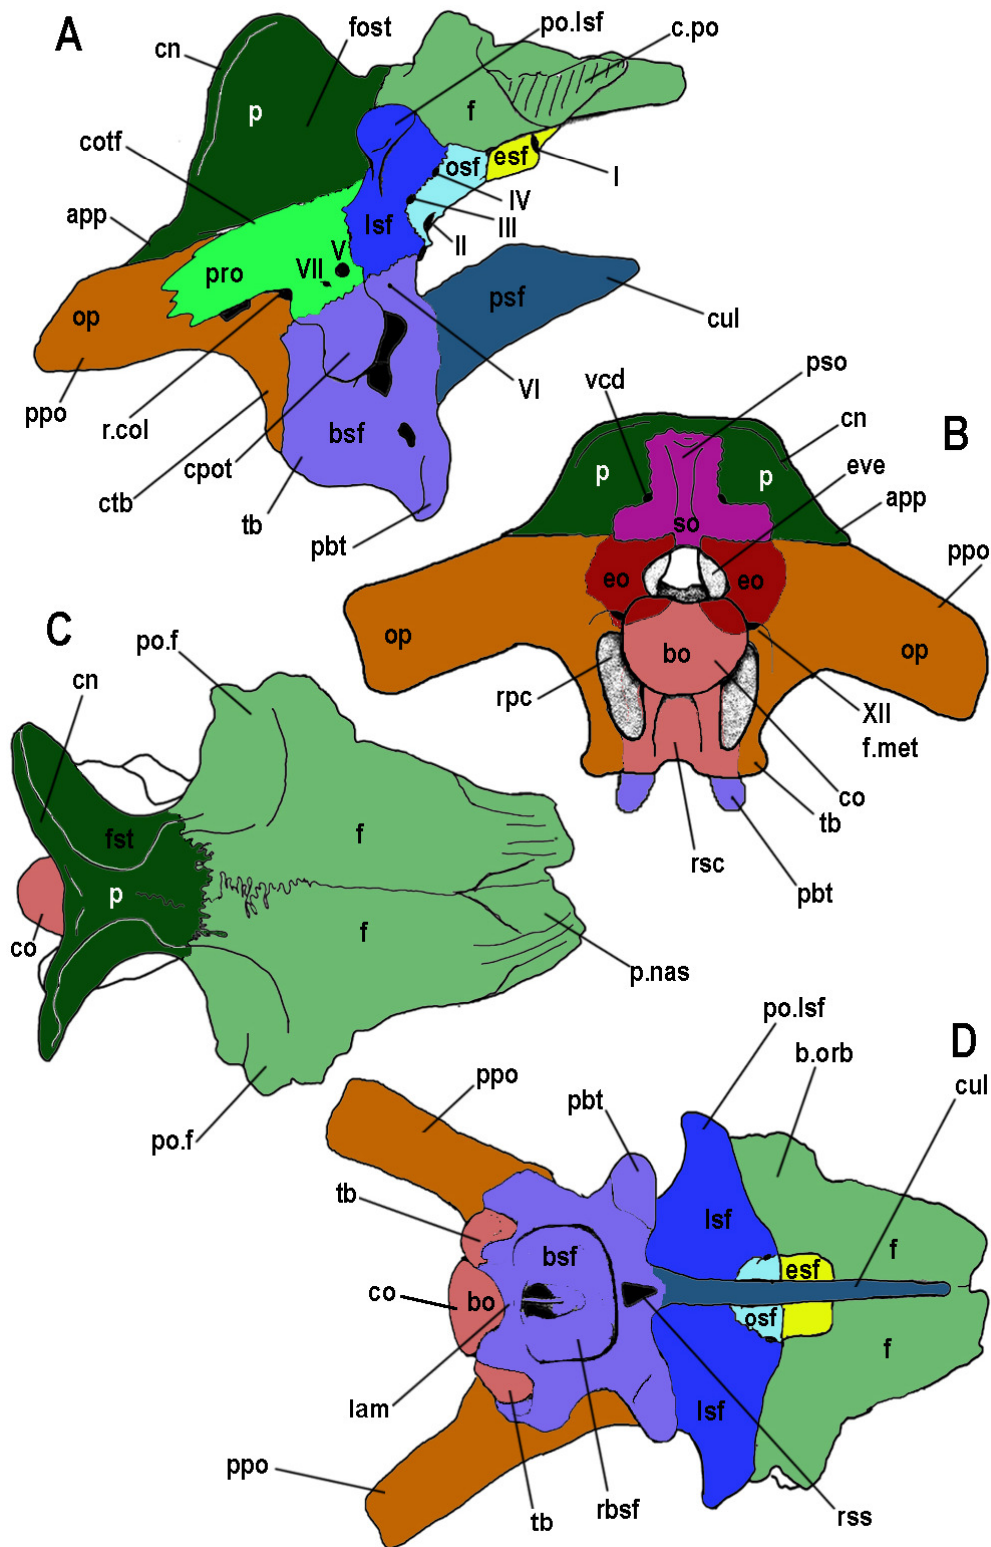 A
cn
fost
po.lsf
c.po
p
f
cotf
osf
esf
I
IV
app
lsf
III
II
V
pro
VII
psf
op
cul
ppo
VI
r.col
bsf
cpot
ctb
tb
pbt
B
vcd
pso
cn
eve
p
p
app
so
ppo
eo
eo
op
bo
op
rpc
XII
f.met
co
tb
rsc
pbt
C
po.f
cn
fst
f
p
f
co
p.nas
po.f
D
po.lsf
b.orb
cul
ppo
pbt
tb
lsf
bsf
esf
f
co
bo
osf
f
lam
lsf
ppo
tb
rbsf
rss